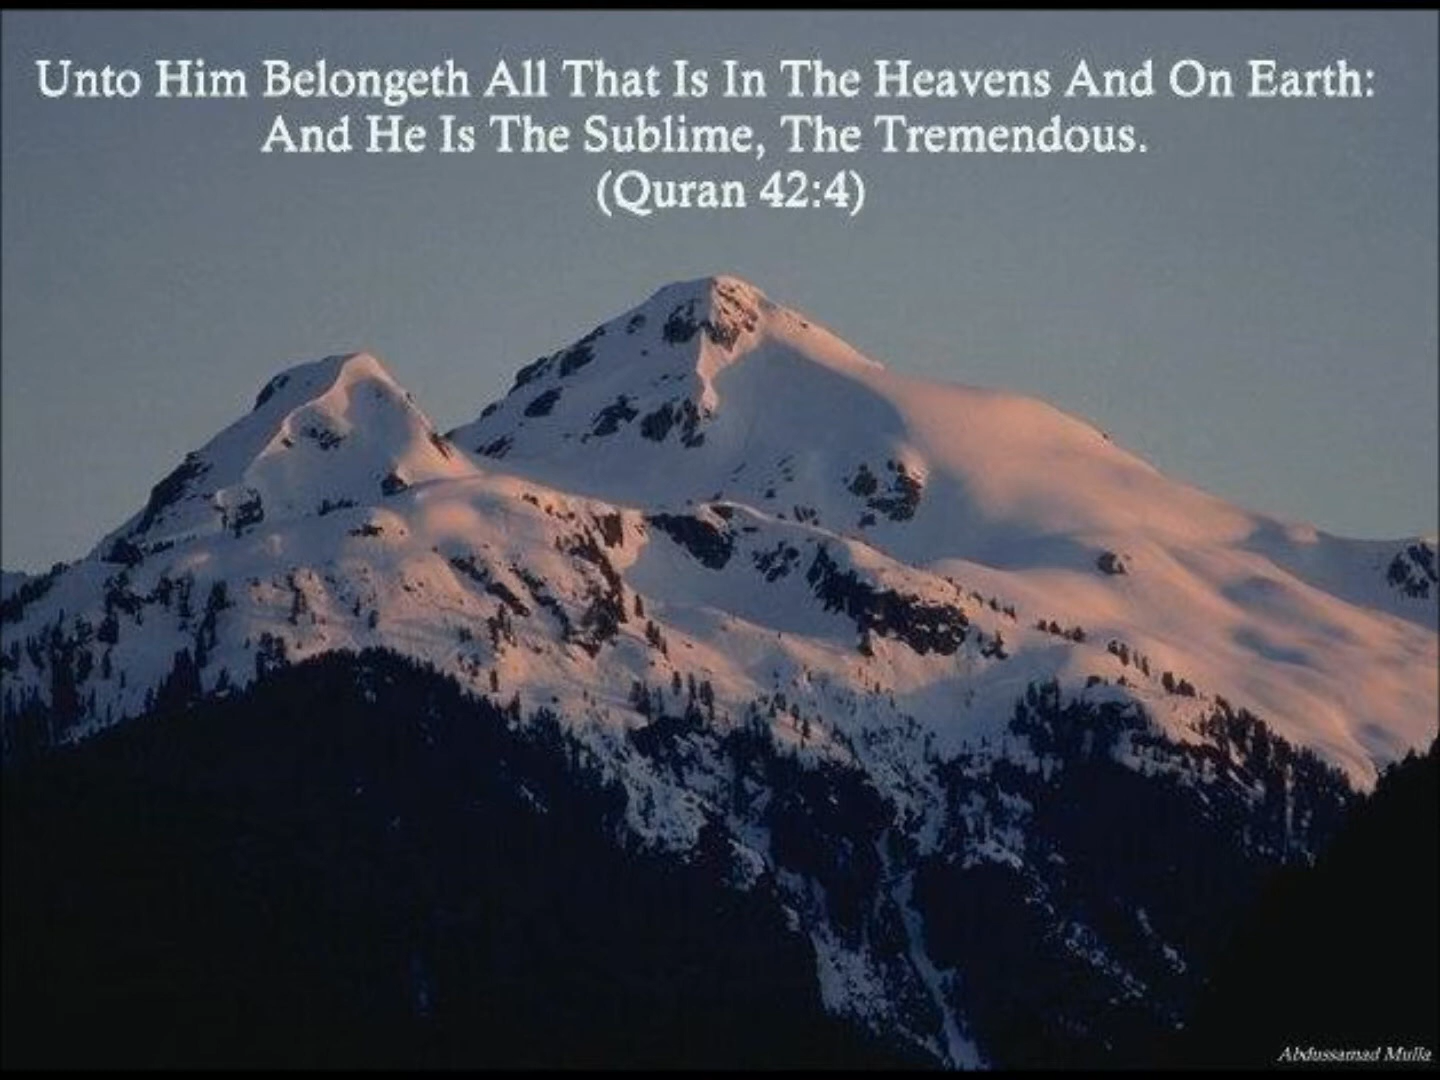 Unto Him Belongeth All That Is In The Heavens And On Earth:
And He Is The Sublime, The Tremendous.
(Quran 42:4)
Abdussamad Mulla